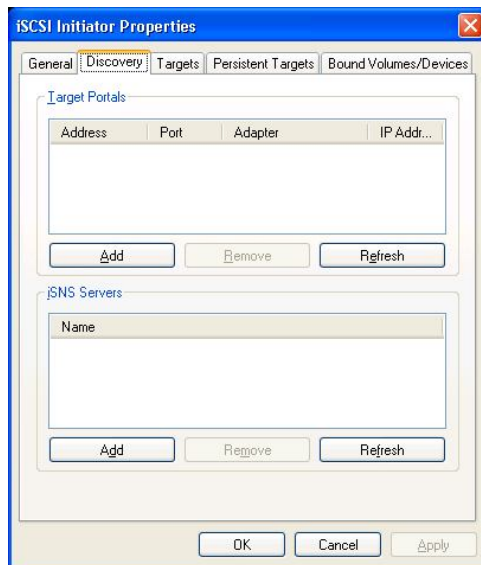 iSCSI Initiator Properties
General Discovery Targets Persistent Targets Bound Volumes/Devices
Target Portals
Address Port Adapter IP Addr...
Add Remove Refresh
iSNS Servers
Name
Add Remove Refresh
OK Cancel Apply